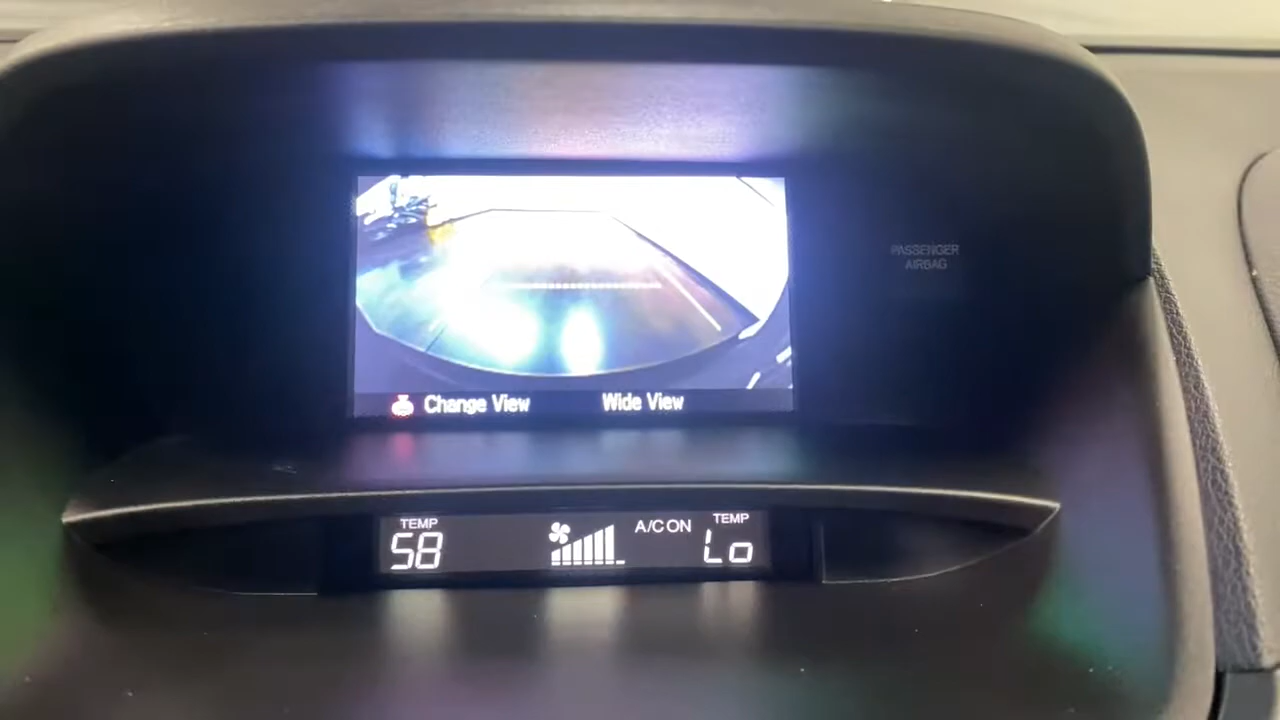 PASSENGER
AIRBAG
Change View Wide View
TEMP A/C ON TEMP
58 Lo